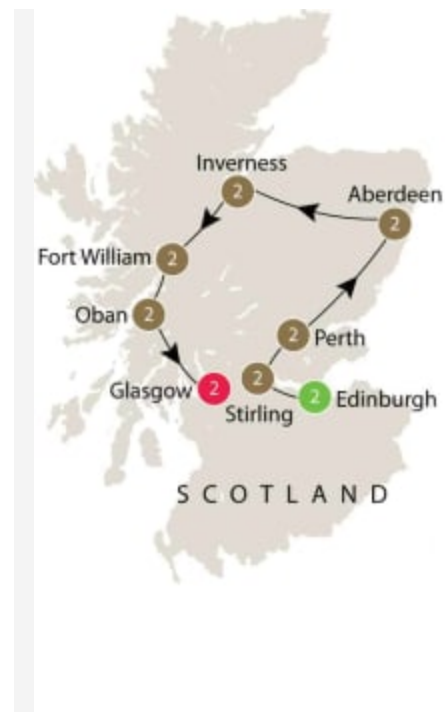 Inverness
2
Aberdeen
2
Fort William 2
Oban 2
2 Perth
2
Glasgow 2
Stirling
2 Edinburgh
SCOTLAND